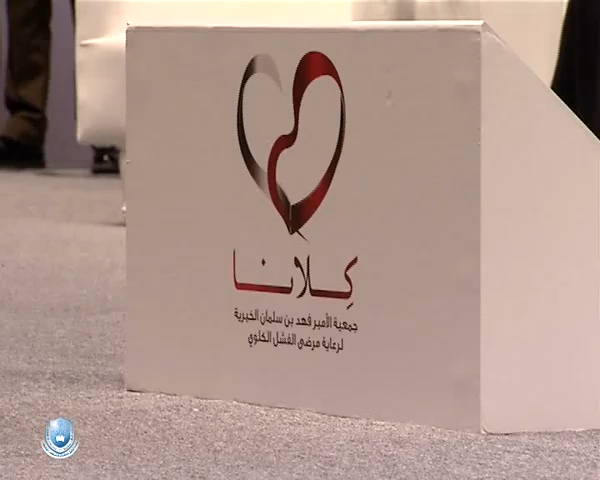 كِلانا
جمعية الأمير فهد بن سلمان الخيرية
لرعاية مرضى الفشل الكلوي